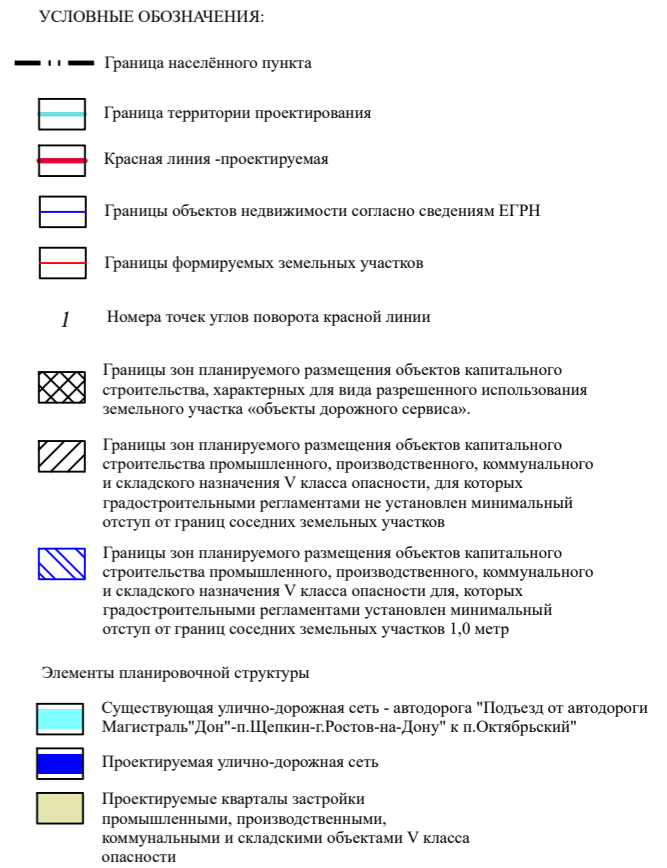 УСЛОВНЫЕ ОБОЗНАЧЕНИЯ:
Граница населённого пункта
Граница территории проектирования
Красная линия -проектируемая
Границы объектов недвижимости согласно сведениям ЕГРН
Границы формируемых земельных участков
1 Номера точек углов поворота красной линии
Границы зон планируемого размещения объектов капитального
строительства, характерных для вида разрешенного использования
земельного участка «объекты дорожного сервиса».
Границы зон планируемого размещения объектов капитального
строительства промышленного, производственного, коммунального
и складского назначения V класса опасности, для которых
градостроительными регламентами не установлен минимальный
отступ от границ соседних земельных участков
Границы зон планируемого размещения объектов капитального
строительства промышленного, производственного, коммунального
и складского назначения V класса опасности для, которых
градостроительными регламентами установлен минимальный
отступ от границ соседних земельных участков 1,0 метр
Элементы планировочной структуры
Существующая улично-дорожная сеть - автодорога "Подъезд от автодороги
Магистраль"Дон"-п.Щепкин-г.Ростов-на-Дону" к п.Октябрьский"
Проектируемая улично-дорожная сеть
Проектируемые кварталы застройки
промышленными, производственными,
коммунальными и складскими объектами V класса
опасности